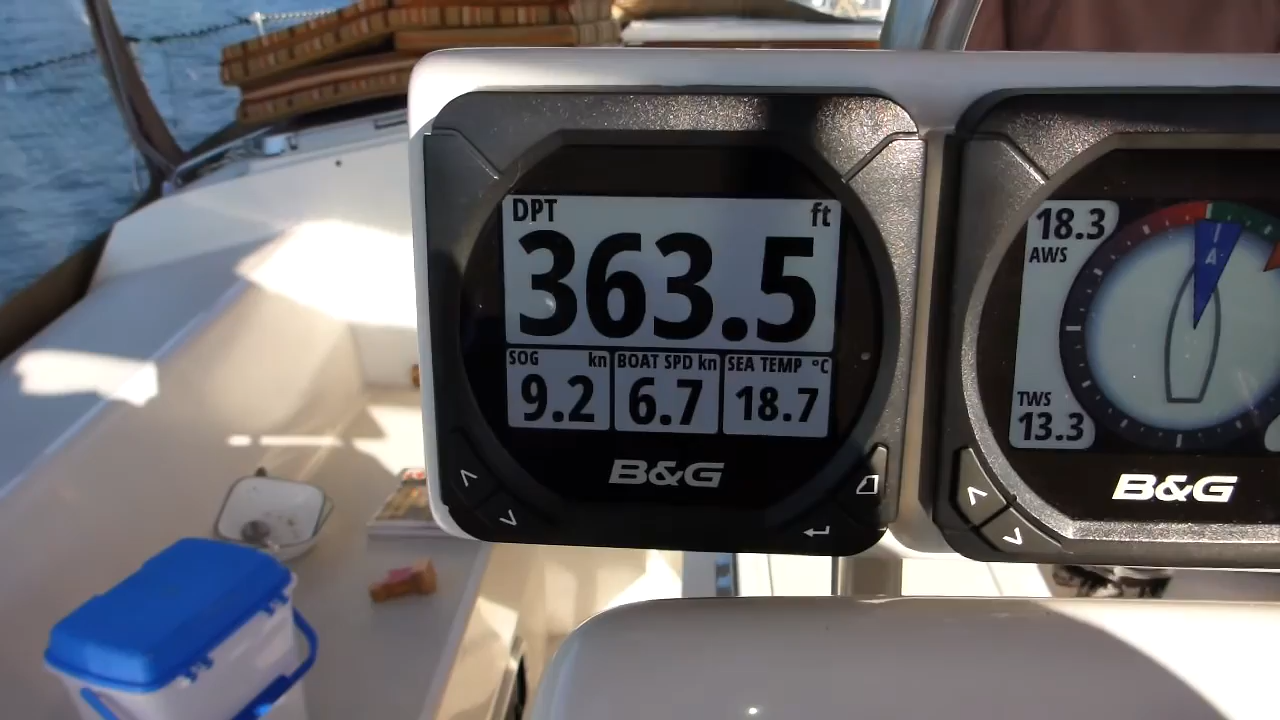 DPT ft
363.5
SOG kn BOAT SPD kn SEA TEMP °C
9.2 6.7 18.7
B&G
18.3
AWS
A
TWS
13.3
B&G